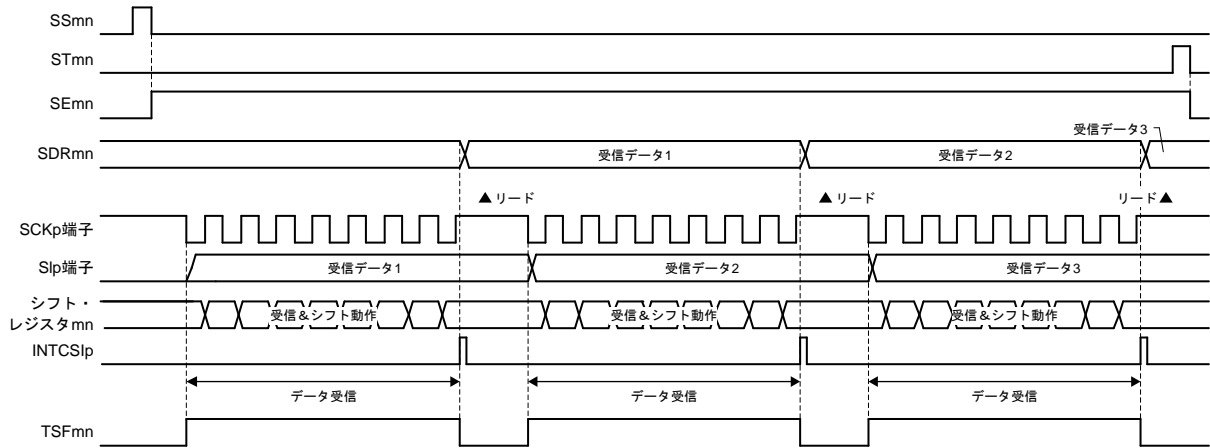 SSmn
STmn
SEmn
受信データ3
SDRmn
受信データ1
受信データ2
▲リード
▲リード
リード▲
SCKp端子
SIp端子
受信データ1
受信データ2
受信データ3
シフト・
レジスタmn
受信&シフト動作
受信&シフト動作
受信&シフト動作
INTCSIp
データ受信
データ受信
データ受信
TSFmn